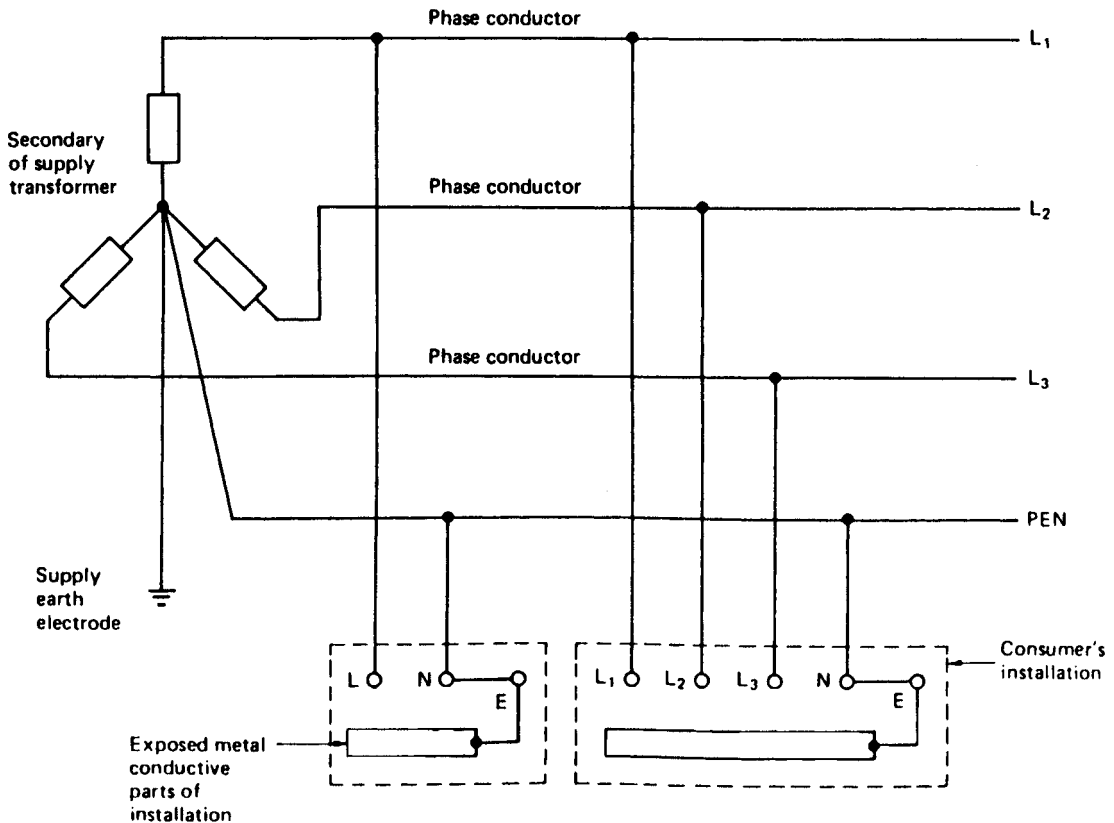 Phase conductor
L₁
Secondary
of supply
transformer
Phase conductor
L₂
Phase conductor
L₃
PEN
Supply
earth
electrode
Consumer's
installation
L
N
E
L₁
L₂
L₃
N
E
Exposed metal
conductive
parts of
installation